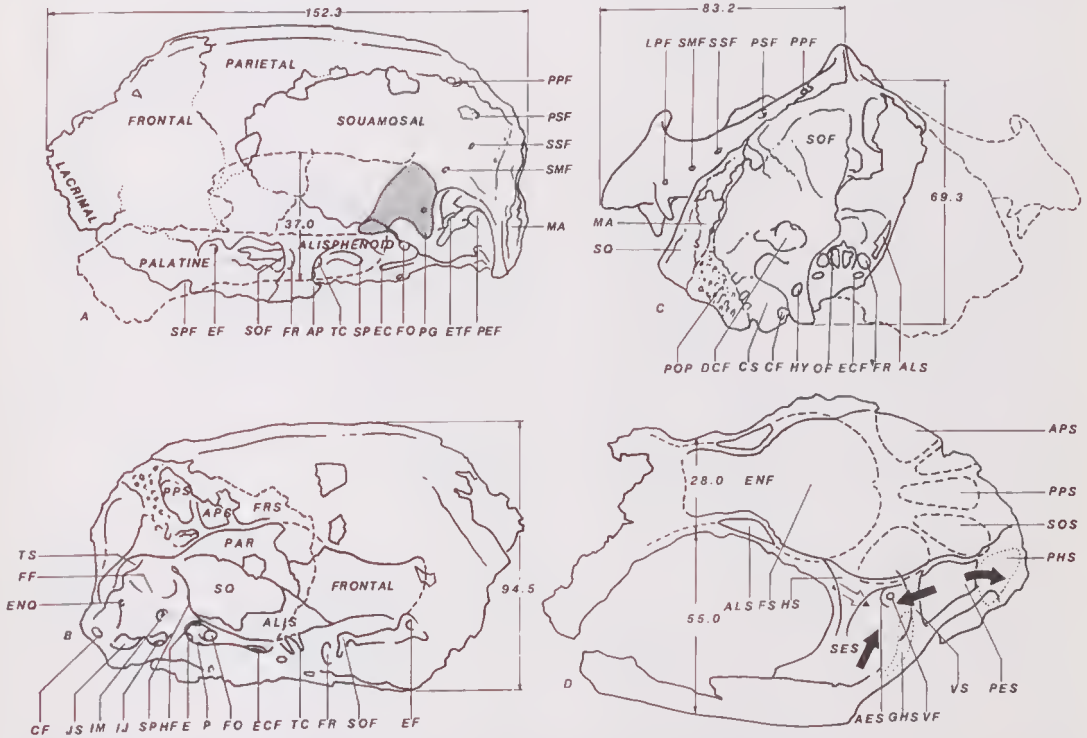 152.3
PARIETAL
FRONTAL
SQUAMOSAL
LACRIMAL
37.0
ALISPHENOID
PALATINE
PPF
PSF
SSF
SMF
MA
A
SPF EF SOF FR AP TC SP EC FO PG ETF PEF
83.2
LPF SMF SSF PSF PPF
SOF
69.3
MA
SQ
C
POP DCF CS CF HY OF ECF FR ALS
PPS
APS
FRS
PAR
SQ
FRONTAL
ALIS
94.5
TS
FF
ENO
B
CF JS IM IJ SP HF E P FO ECF TC FR SOF EF
28.0 ENF
55.0
APS
PPS
SOS
PHS
ALS FS HS
SES
D
AES GHS VF VS PES